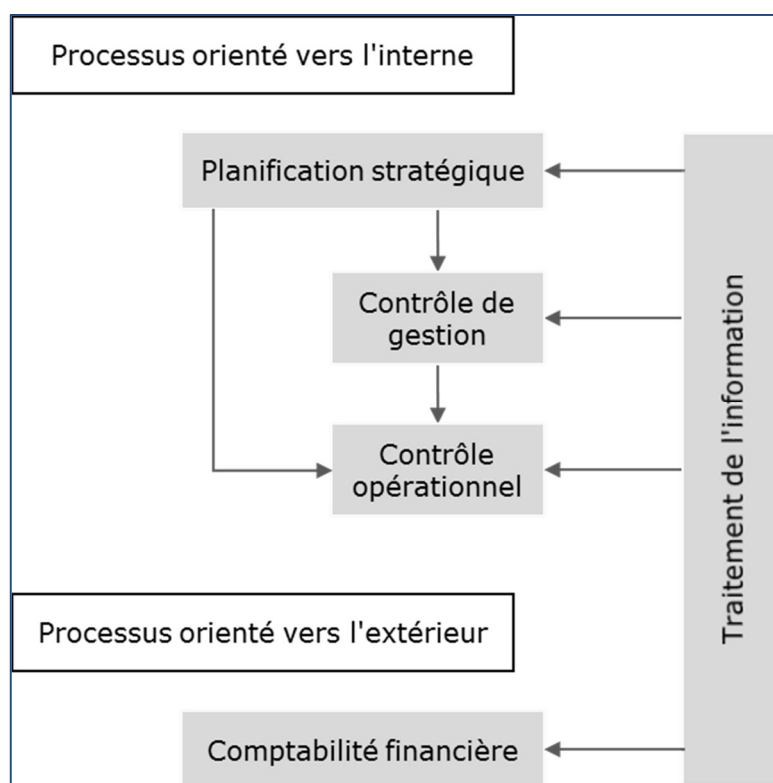 Processus orienté vers l'interne
Planification stratégique
Contrôle de
gestion
Contrôle
opérationnel
Traitement de l'information
Processus orienté vers l'extérieur
Comptabilité financière